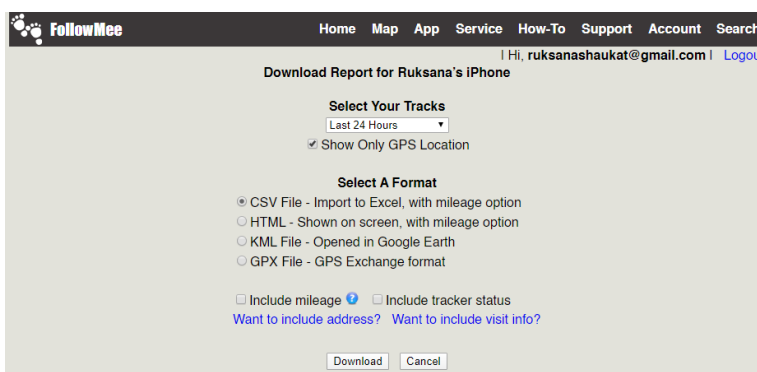 FollowMee Home Map App Service How-To Support Account Search
| Hi, ruksanashaukat@gmail.com | Logou
Download Report for Ruksana's iPhone
Select Your Tracks
Last 24 Hours
Show Only GPS Location
Select A Format
CSV File - Import to Excel, with mileage option
HTML - Shown on screen, with mileage option
KML File - Opened in Google Earth
GPX File - GPS Exchange format
Include mileage ? Include tracker status
Want to include address? Want to include visit info?
Download Cancel